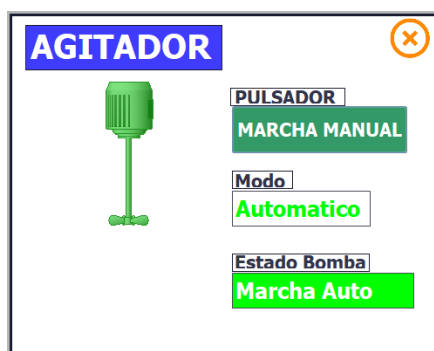 AGITADOR
PULSADOR
MARCHA MANUAL
Modo
Automatico
Estado Bomba
Marcha Auto